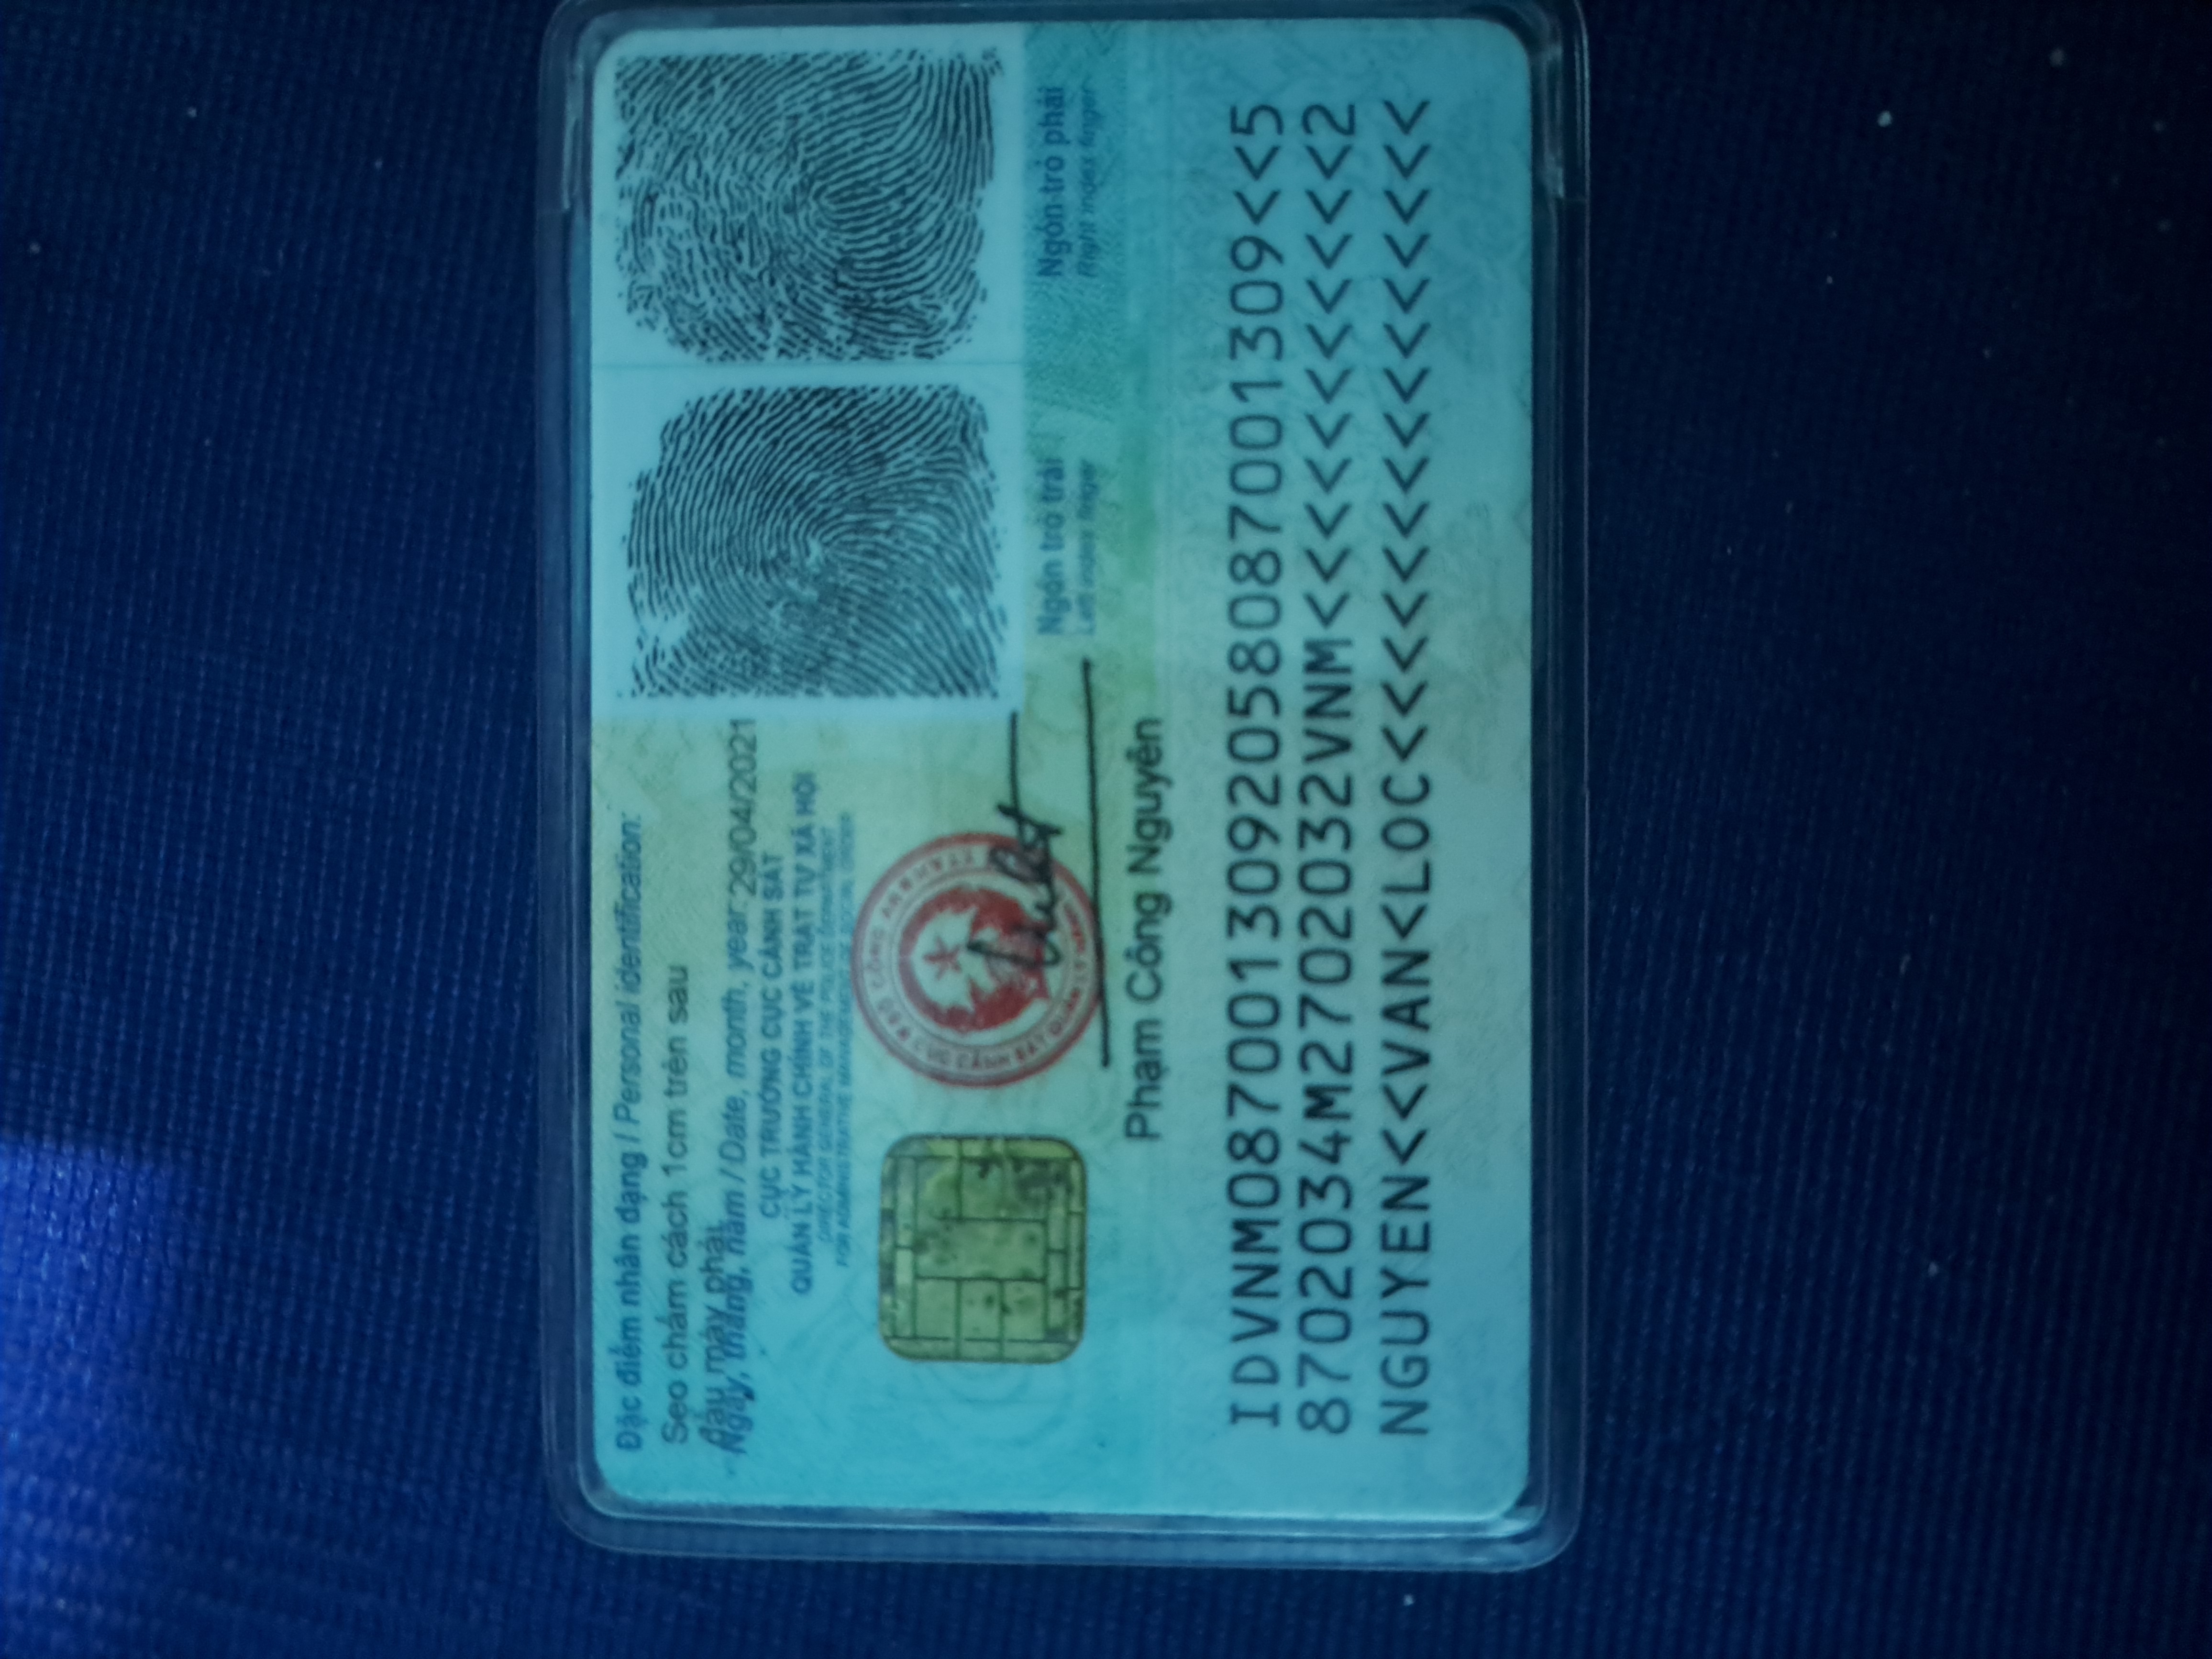 Đặc điểm nhân dạng / Personal identification:
Sẹo chấm cách 1cm trên sau
đầu mày phải
Ngày, tháng, năm / Date, month, year: 29/04/2021
CỤC TRƯỞNG CỤC CẢNH SÁT
QUẢN LÝ HÀNH CHÍNH VỀ TRẬT TỰ XÃ HỘI
DIRECTOR GENERAL OF THE POLICE DEPARTMENT
FOR ADMINISTRATIVE MANAGEMENT OF SOCIAL ORDER
BỘ CÔNG AN
Ngón trỏ trái
Left index finger
Ngón trỏ phải
Right index finger
Phạm Công Nguyên
IDVNM0870013092058087001309<<5
8702034M2702032VNM<<<<<<<<<<<2
NGUYEN<<VAN<LOC<<<<<<<<<<<<<<<